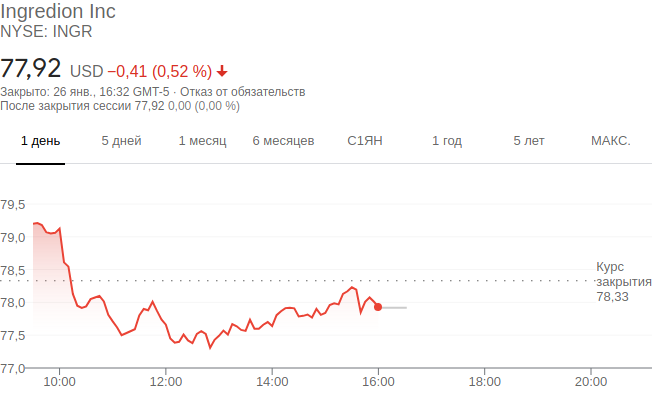 Ingredion Inc
NYSE: INGR
77,92 USD −0,41 (0,52 %)
Закрыто: 26 янв., 16:32 GMT-5 · Отказ от обязательств
После закрытия сессии 77,92 0,00 (0,00 %)
1 день 5 дней 1 месяц 6 месяцев С1ЯН 1 год 5 лет МАКС.
79,5
79,0
78,5
78,0
77,5
77,0
Курс
закрытия
78,33
10:00 12:00 14:00 16:00 18:00 20:00